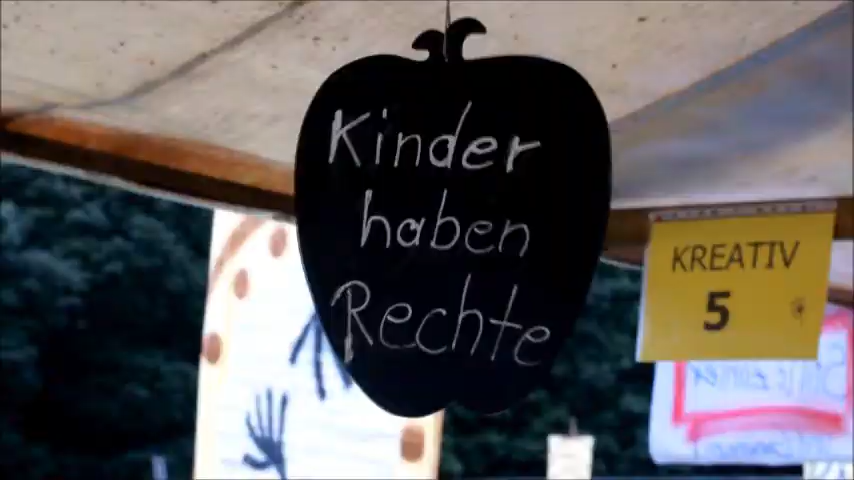 Kinder
haben
Rechte
KREATIV
5